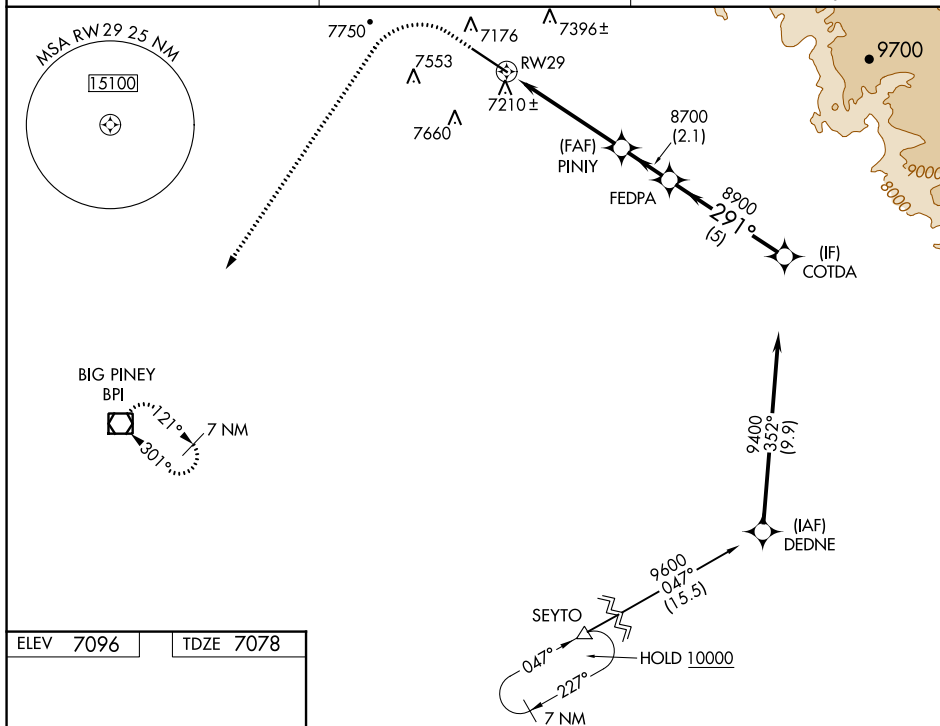 MSA RW 29 25 NM
15100
7750
7176
7396±
9700
7553
RW29
7210±
7660
8700
(2.1)
(FAF)
PINIY
FEDPA
9000
8000
8900
291°
(5)
(IF)
COTDA
BIG PINEY
BPI
121°
301°
7 NM
9400
352°
(9.9)
(IAF)
DEDNE
9600
047°
(15.5)
SEYTO
047°
227°
HOLD 10000
7 NM
ELEV 7096
TDZE 7078